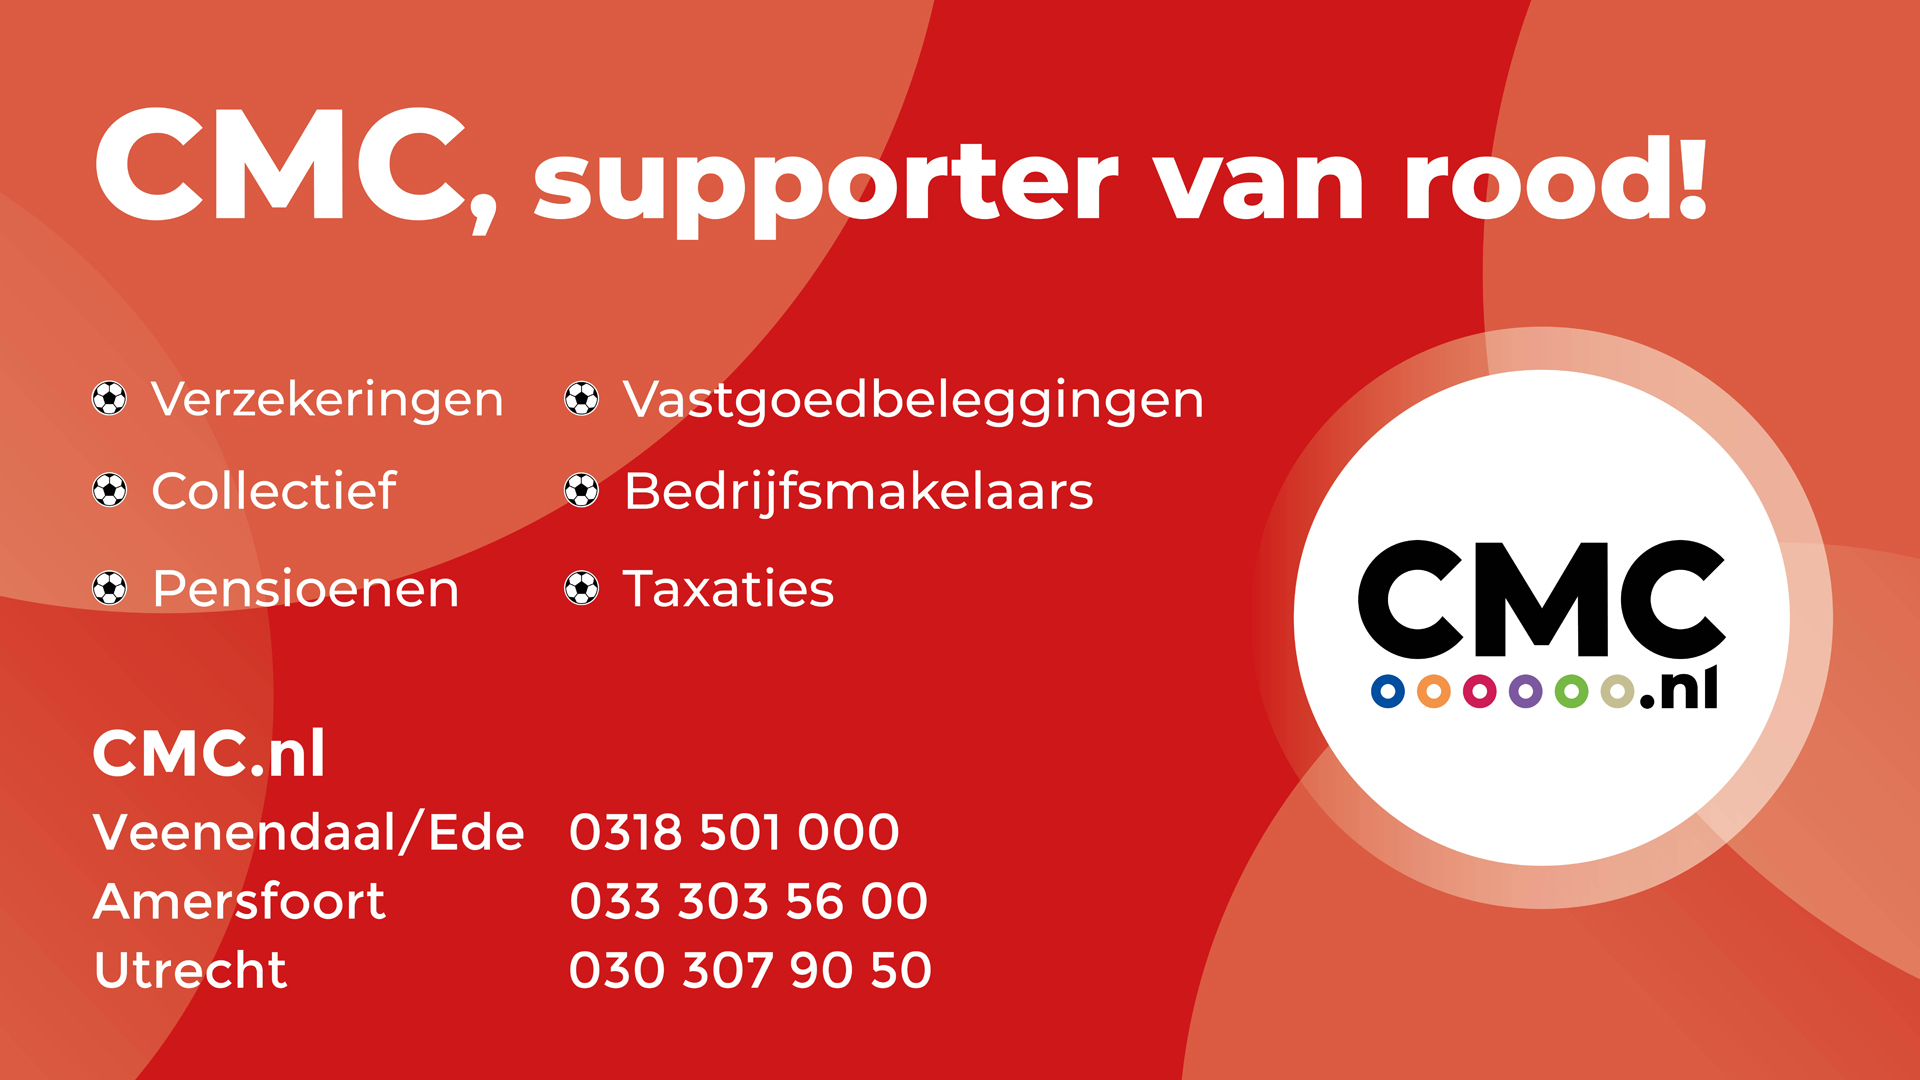 CMC, supporter van rood!
Verzekeringen
Collectief
Pensioenen
Vastgoedbeleggingen
Bedrijfsmakelaars
Taxaties
CMC
.nl
CMC.nl
Veenendaal/Ede 0318 501 000
Amersfoort 033 303 56 00
Utrecht 030 307 90 50